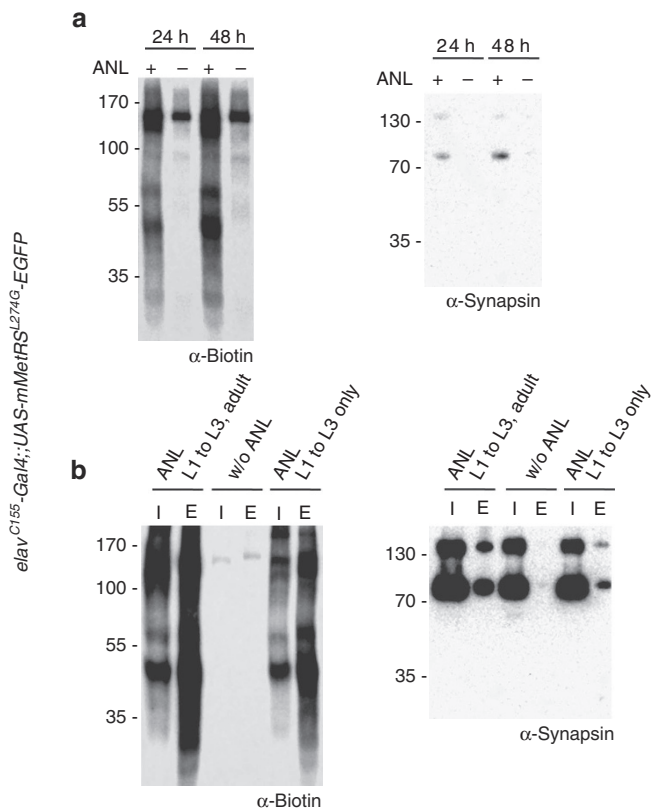 a
24 h 48 h
ANL + − + −
170 -
100 -
55 -
35 -
α-Biotin
24 h 48 h
ANL + − + −
130 -
70 -
35 -
α-Synapsin
elav^C155-Gal4;;UAS-mMetRS^L274G-EGFP
b
ANL
L1 to L3, adult
w/o ANL
ANL
L1 to L3 only
I E I E I E
170 -
100 -
55 -
35 -
α-Biotin
ANL
L1 to L3, adult
w/o ANL
ANL
L1 to L3 only
I E I E I E
130 -
70 -
35 -
α-Synapsin